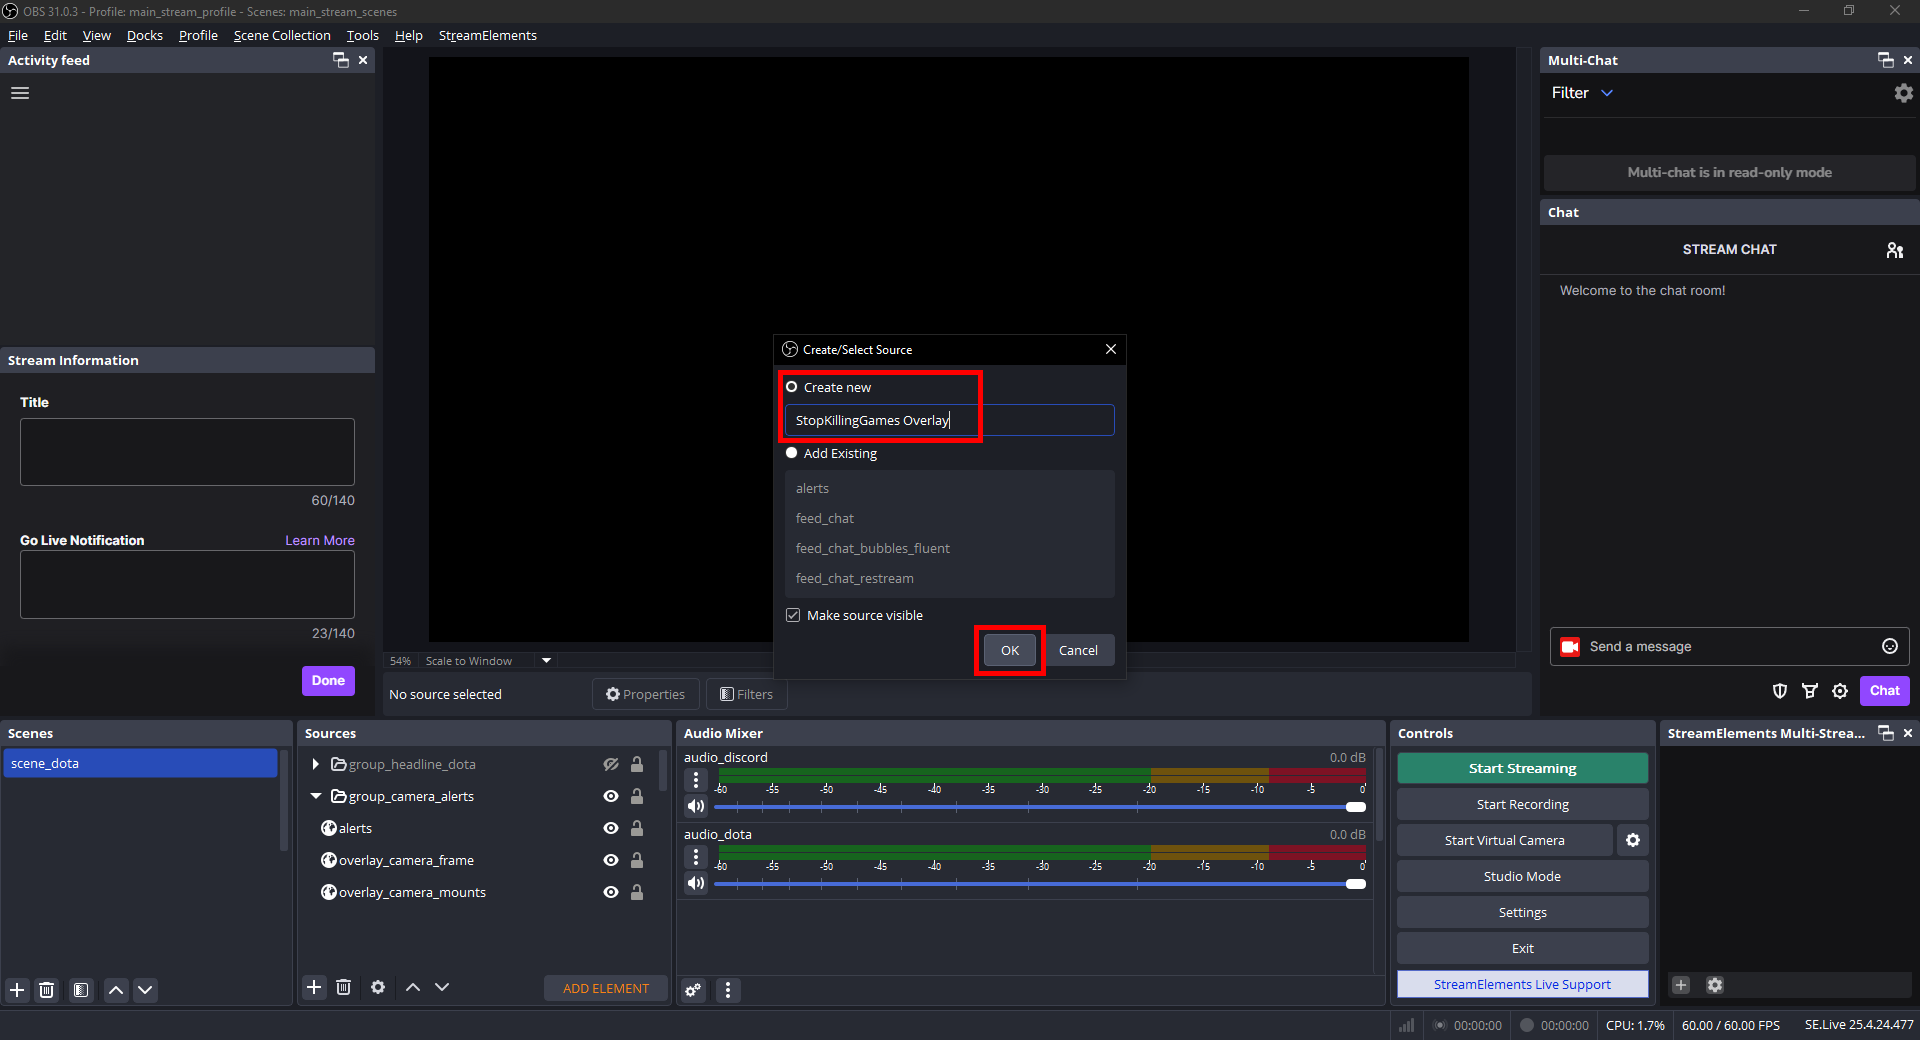 OBS 31.0.3 - Profile: main_stream_profile - Scenes: main_stream_scenes
File Edit View Docks Profile Scene Collection Tools Help StreamElements
Activity feed
Stream Information
Title
60/140
Go Live Notification Learn More
23/140
Done
Create/Select Source
Create new
StopKillingGames Overlay
Add Existing
alerts
feed_chat
feed_chat_bubbles_fluent
feed_chat_restream
Make source visible
OK Cancel
54% Scale to Window
No source selected Properties Filters
Multi-Chat
Filter
Multi-chat is in read-only mode
Chat
STREAM CHAT
Welcome to the chat room!
Send a message
Chat
Scenes
scene_dota
Sources
group_headline_dota
group_camera_alerts
alerts
overlay_camera_frame
overlay_camera_mounts
ADD ELEMENT
Audio Mixer
audio_discord 0.0 dB
-60 -55 -50 -45 -40 -35 -30 -25 -20 -15 -10 -5 0
audio_dota 0.0 dB
-60 -55 -50 -45 -40 -35 -30 -25 -20 -15 -10 -5 0
Controls
Start Streaming
Start Recording
Start Virtual Camera
Studio Mode
Settings
Exit
StreamElements Live Support
StreamElements Multi-Strea...
00:00:00 00:00:00 CPU: 1.7% 60.00 / 60.00 FPS SE.Live 25.4.24.477